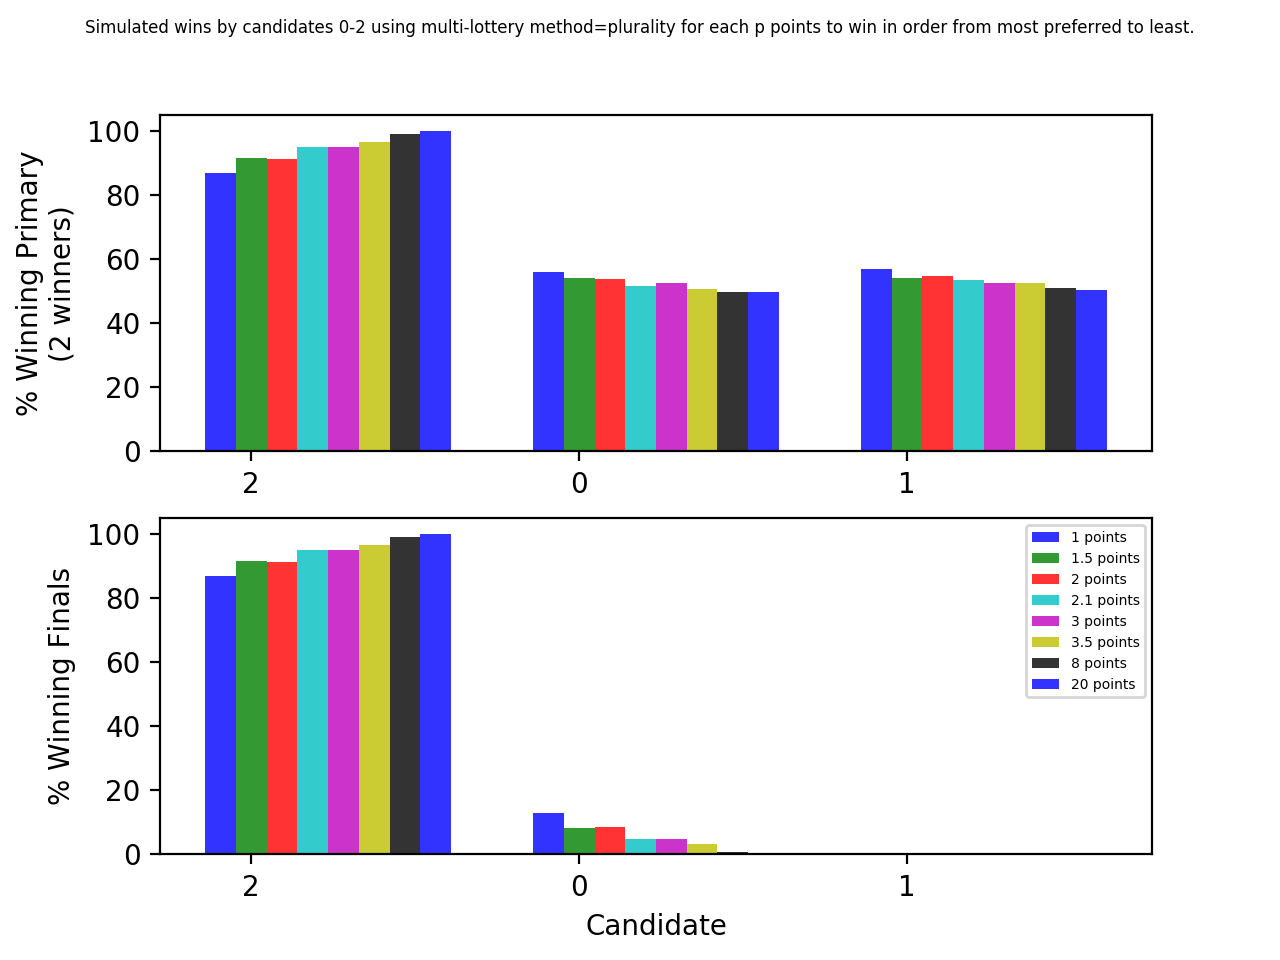 Simulated wins by candidates 0-2 using multi-lottery method=plurality for each p points to win in order from most preferred to least.
% Winning Primary
(2 winners)
100
80
60
40
20
0
2
0
1
% Winning Finals
100
80
60
40
20
0
1 points
1.5 points
2 points
2.1 points
3 points
3.5 points
8 points
20 points
2
0
1
Candidate